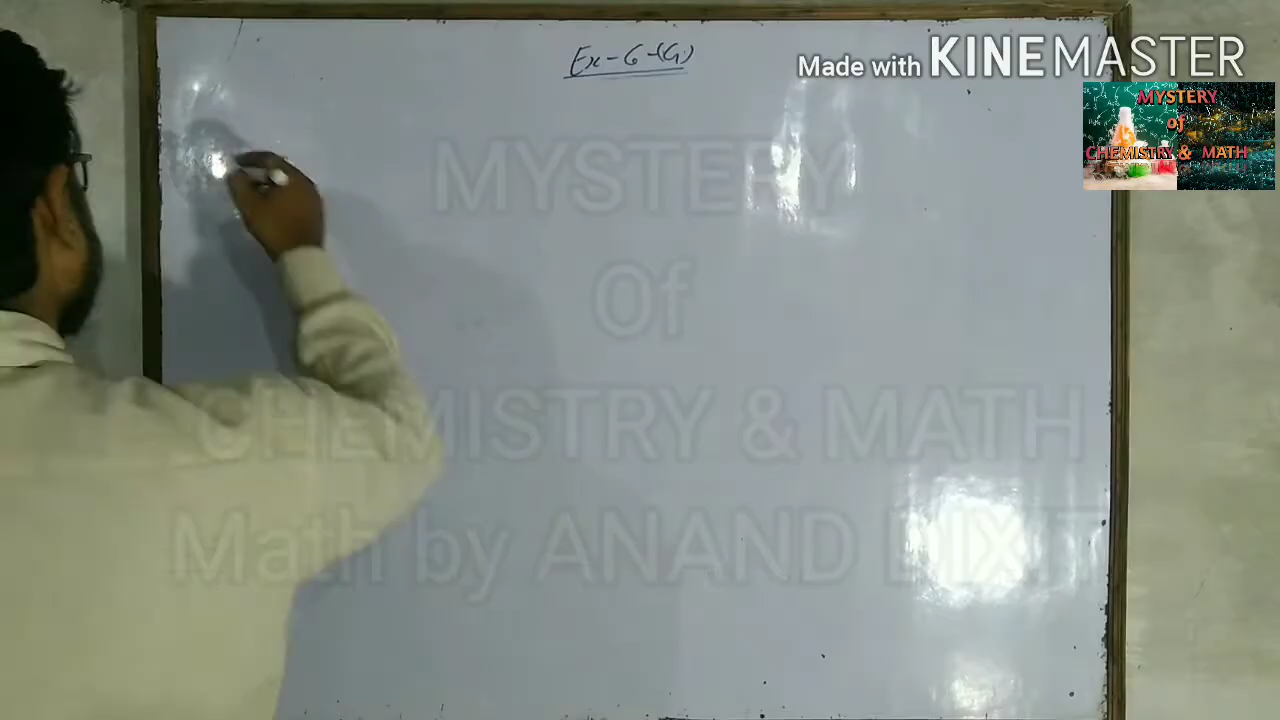 Ex-6-(G)
Made with KINEMASTER
MYSTERY
of
CHEMISTRY & MATH
MYSTERY
Of
CHEMISTRY & MATH
Math by ANAND DIXIT